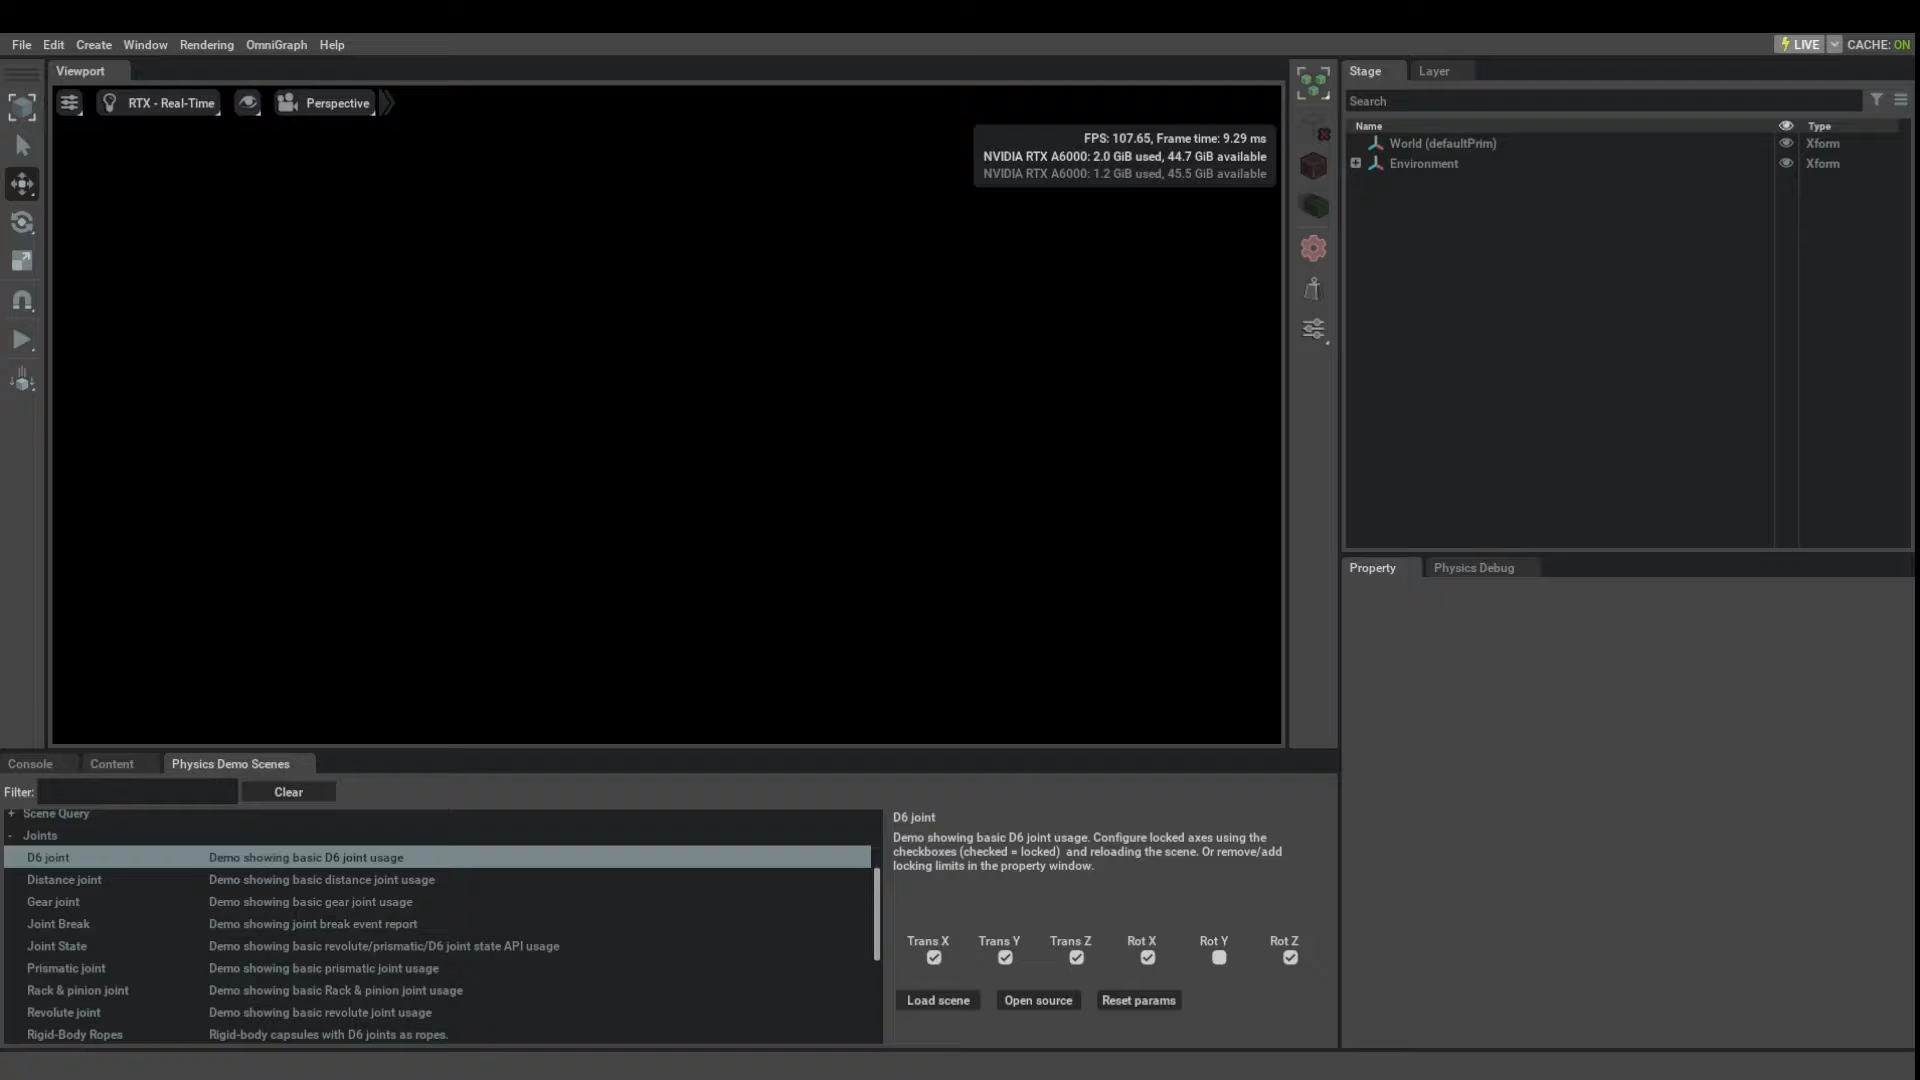 File Edit Create Window Rendering OmniGraph Help
LIVE CACHE: ON
Viewport
RTX - Real-Time
Perspective
FPS: 107.65, Frame time: 9.29 ms
NVIDIA RTX A6000: 2.0 GiB used, 44.7 GiB available
NVIDIA RTX A6000: 1.2 GiB used, 45.5 GiB available
Stage Layer
Search
Name Type
World (defaultPrim) Xform
Environment Xform
Property Physics Debug
Console Content Physics Demo Scenes
Filter: Clear
+ Scene Query
- Joints
D6 joint Demo showing basic D6 joint usage
Distance joint Demo showing basic distance joint usage
Gear joint Demo showing basic gear joint usage
Joint Break Demo showing joint break event report
Joint State Demo showing basic revolute/prismatic/D6 joint state API usage
Prismatic joint Demo showing basic prismatic joint usage
Rack & pinion joint Demo showing basic Rack & pinion joint usage
Revolute joint Demo showing basic revolute joint usage
Rigid-Body Ropes Rigid-body capsules with D6 joints as ropes.
D6 joint
Demo showing basic D6 joint usage. Configure locked axes using the
checkboxes (checked = locked) and reloading the scene. Or remove/add
locking limits in the property window.
Trans X Trans Y Trans Z Rot X Rot Y Rot Z
Load scene Open source Reset params